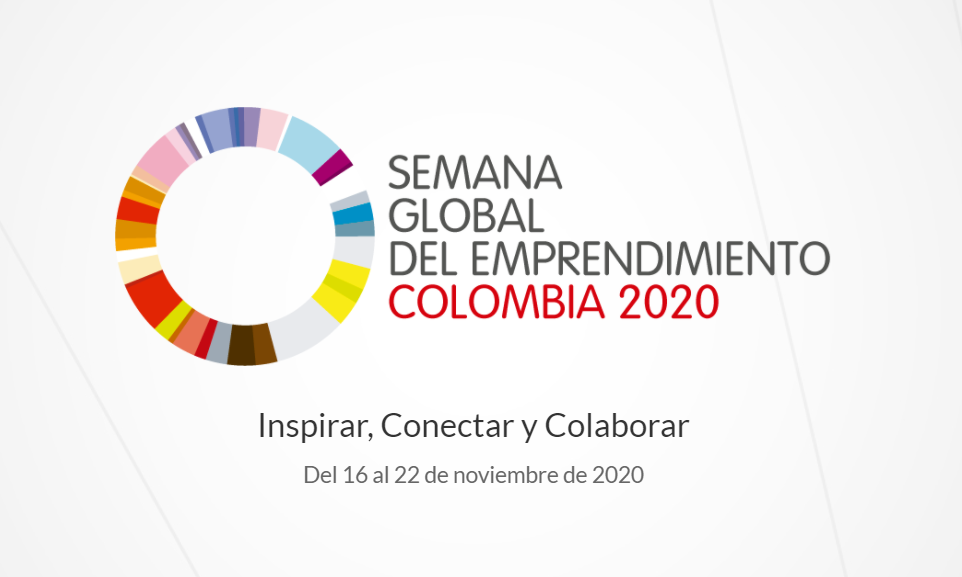 SEMANA
GLOBAL
DEL EMPRENDIMIENTO
COLOMBIA 2020
Inspirar, Conectar y Colaborar
Del 16 al 22 de noviembre de 2020